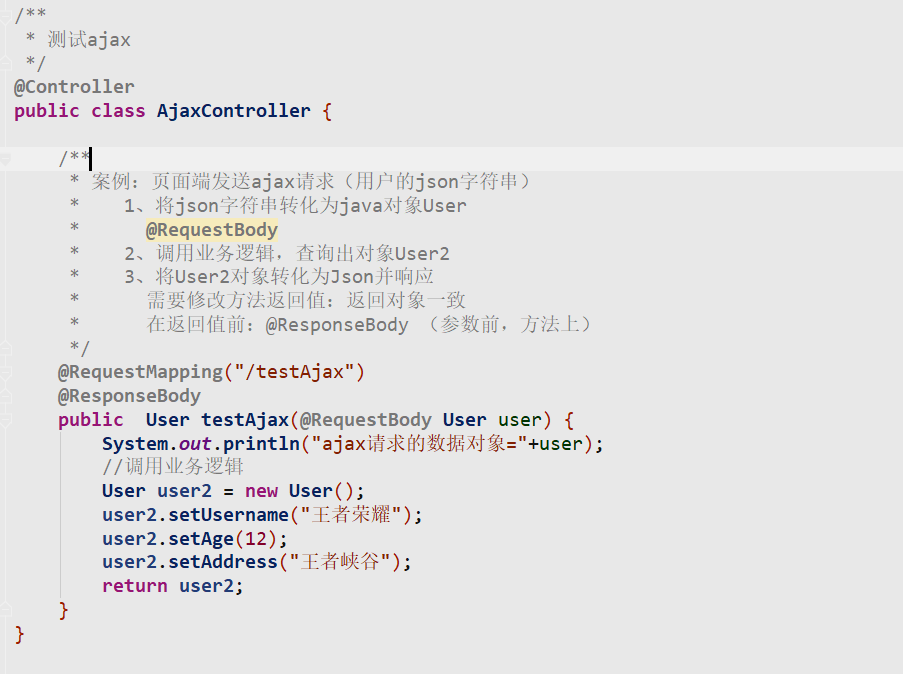 /**
 * 测试ajax
 */
@Controller
public class AjaxController {
    /**
     * 案例：页面端发送ajax请求（用户的json字符串）
     *    1、将json字符串转化为java对象User
     *      @RequestBody
     *    2、调用业务逻辑，查询出对象User2
     *    3、将User2对象转化为Json并响应
     *      需要修改方法返回值：返回对象一致
     *      在返回值前：@ResponseBody （参数前，方法上）
     */
    @RequestMapping("/testAjax")
    @ResponseBody
    public  User testAjax(@RequestBody User user) {
        System.out.println("ajax请求的数据对象="+user);
        //调用业务逻辑
        User user2 = new User();
        user2.setUsername("王者荣耀");
        user2.setAge(12);
        user2.setAddress("王者峡谷");
        return user2;
    }
}